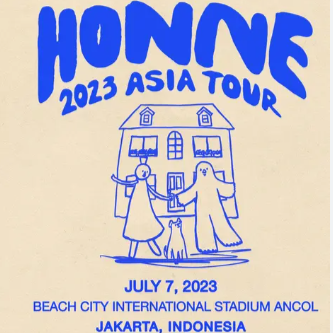 HONNE
2023 ASIA TOUR
JULY 7, 2023
BEACH CITY INTERNATIONAL STADIUM ANCOL
JAKARTA, INDONESIA